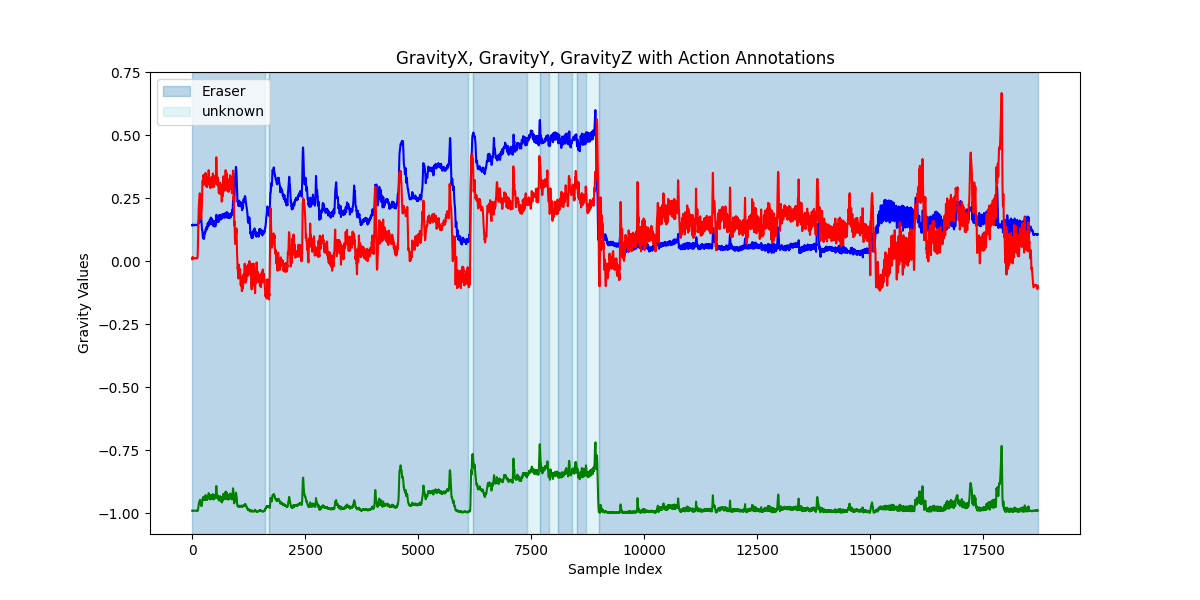 GravityX, GravityY, GravityZ with Action Annotations
Eraser
unknown
0.75
0.50
0.25
0.00
−0.25
−0.50
−0.75
−1.00
Gravity Values
0 2500 5000 7500 10000 12500 15000 17500
Sample Index